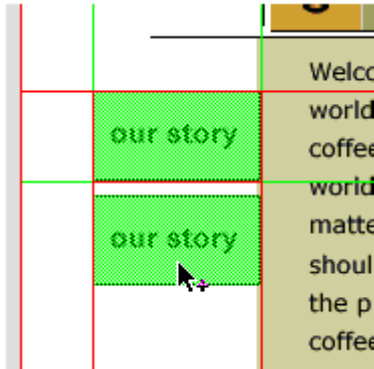 our story
our story
Welco
world
coffee
world
matte
shoul
the p
coffee